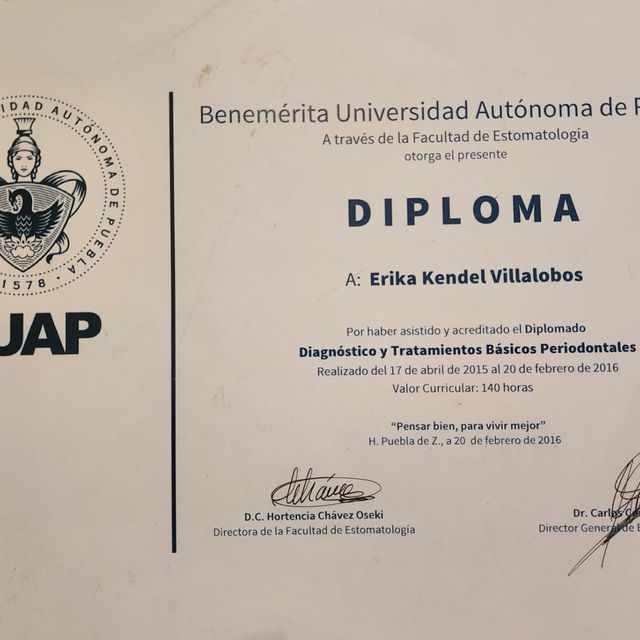 IDAD AUTÓNOMA DE PUEBLA
1578
UAP
Benemérita Universidad Autónoma de
A través de la Facultad de Estomatología
otorga el presente
DIPLOMA
A: Erika Kendel Villalobos
Por haber asistido y acreditado el Diplomado
Diagnóstico y Tratamientos Básicos Periodontales
Realizado del 17 de abril de 2015 al 20 de febrero de 2016
Valor Curricular: 140 horas
“Pensar bien, para vivir mejor”
H. Puebla de Z., a 20 de febrero de 2016
D.C. Hortencia Chávez Oseki
Directora de la Facultad de Estomatología
Dr. Carlos
Director General de